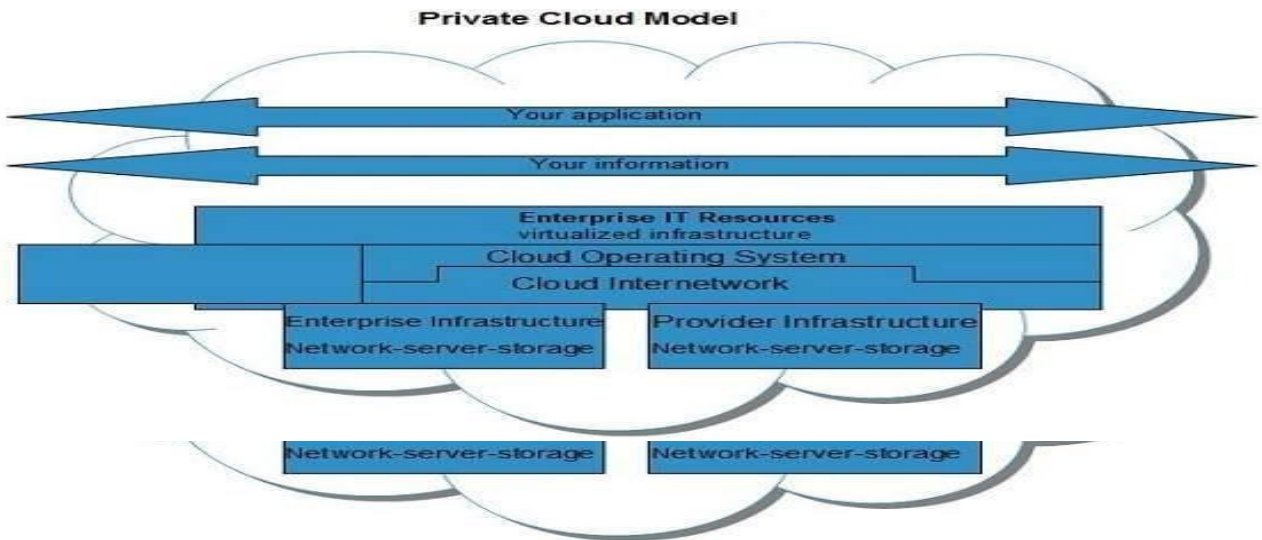 Private Cloud Model
Your application
Your information
Enterprise IT Resources
virtualized infrastructure
Cloud Operating System
Cloud Internetwork
Enterprise Infrastructure
Network-server-storage
Provider Infrastructure
Network-server-storage
Network-server-storage
Network-server-storage